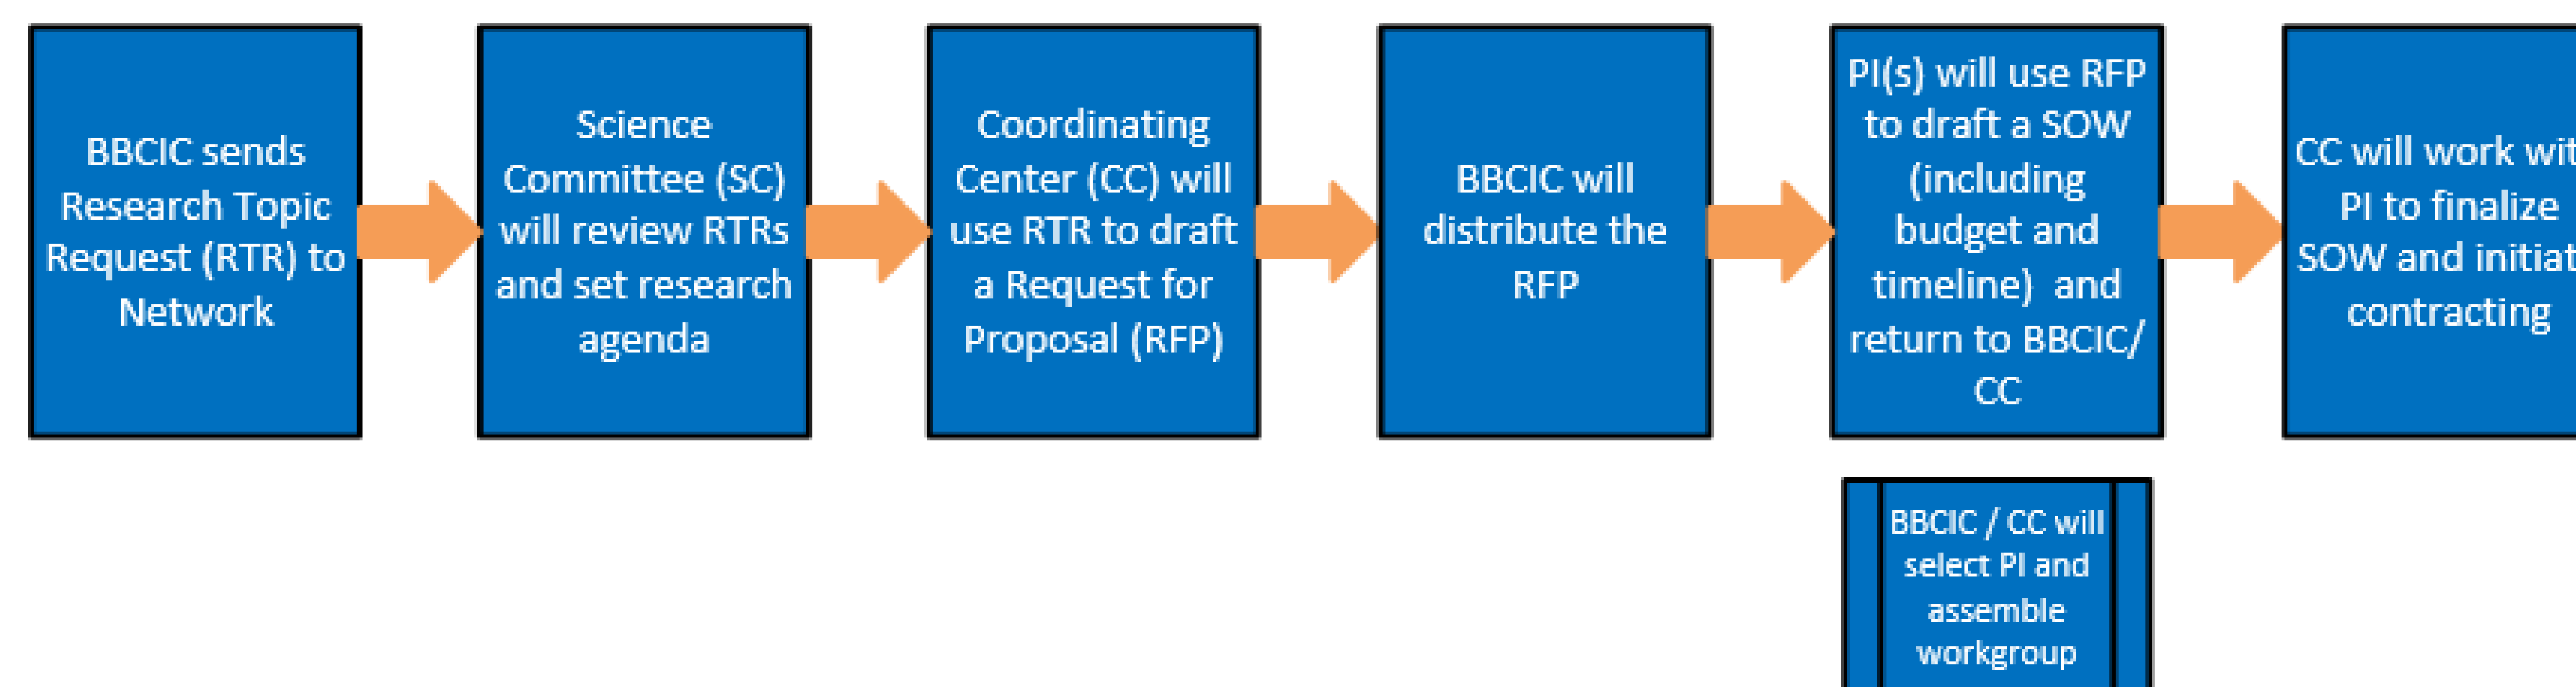 BBCIC sends
Research Topic
Request (RTR) to
Network
Science
Committee (SC)
will review RTRs
and set research
agenda
Coordinating
Center (CC) will
use RTR to draft
a Request for
Proposal (RFP)
BBCIC will
distribute the
RFP
PI(s) will use RFP
to draft a SOW
(including
budget and
timeline) and
return to BBCIC/
CC
CC will work
PI to finalize
SOW and
contracting
BBCIC / CC will
select PI and
assemble
workgroup